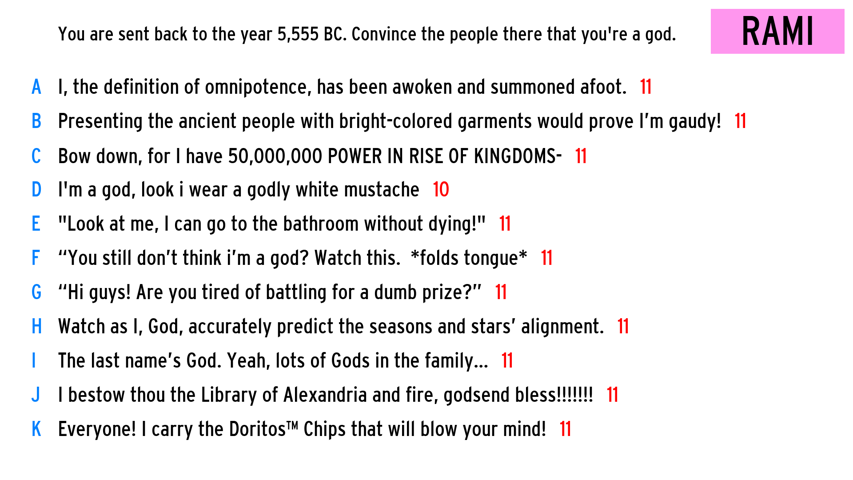 You are sent back to the year 5,555 BC. Convince the people there that you're a god.
RAMI
A I, the definition of omnipotence, has been awoken and summoned afoot. 11
B Presenting the ancient people with bright-colored garments would prove I’m gaudy! 11
C Bow down, for I have 50,000,000 POWER IN RISE OF KINGDOMS- 11
D I'm a god, look i wear a godly white mustache 10
E "Look at me, I can go to the bathroom without dying!" 11
F “You still don’t think i’m a god? Watch this. *folds tongue* 11
G “Hi guys! Are you tired of battling for a dumb prize?” 11
H Watch as I, God, accurately predict the seasons and stars’ alignment. 11
I The last name’s God. Yeah, lots of Gods in the family... 11
J I bestow thou the Library of Alexandria and fire, godsend bless!!!!!!! 11
K Everyone! I carry the Doritos™ Chips that will blow your mind! 11